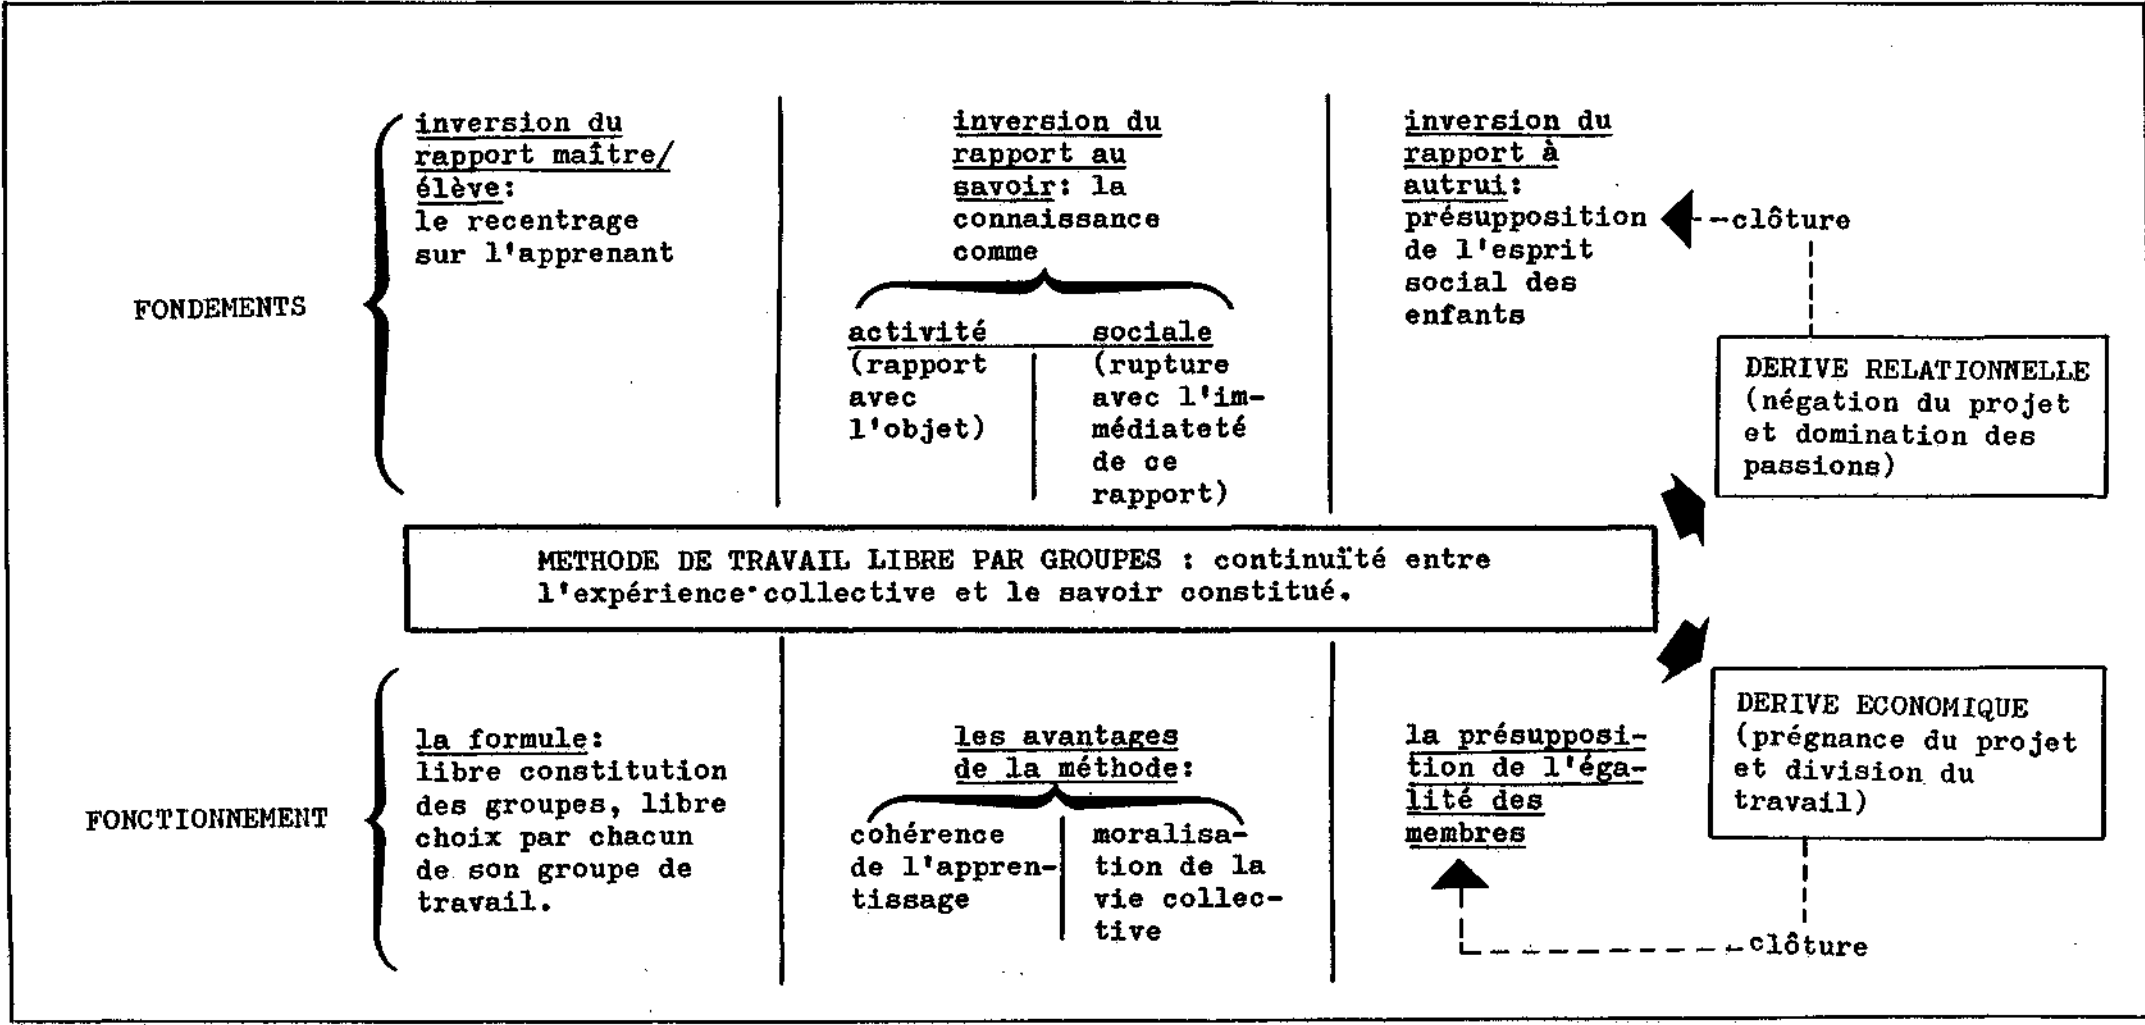 FONDEMENTS
inversion du
rapport maître/
élève:
le recentrage
sur l'apprenant
inversion du
rapport au
savoir: la
connaissance
comme
activité
(rapport
avec
l'objet)
sociale
(rupture
avec l'im-
médiateté
de ce
rapport)
inversion du
rapport à
autrui:
présupposition
de l'esprit
social des
enfants
clôture
DERIVE RELATIONNELLE
(négation du projet
et domination des
passions)
METHODE DE TRAVAIL LIBRE PAR GROUPES : continuïté entre
l'expérience collective et le savoir constitué.
FONCTIONNEMENT
la formule:
libre constitution
des groupes, libre
choix par chacun
de son groupe de
travail.
les avantages
de la méthode:
cohérence
de l'appren-
tissage
moralisa-
tion de la
vie collec-
tive
la présupposi-
tion de l'éga-
lité des
membres
DERIVE ECONOMIQUE
(prégnance du projet
et division du
travail)
clôture